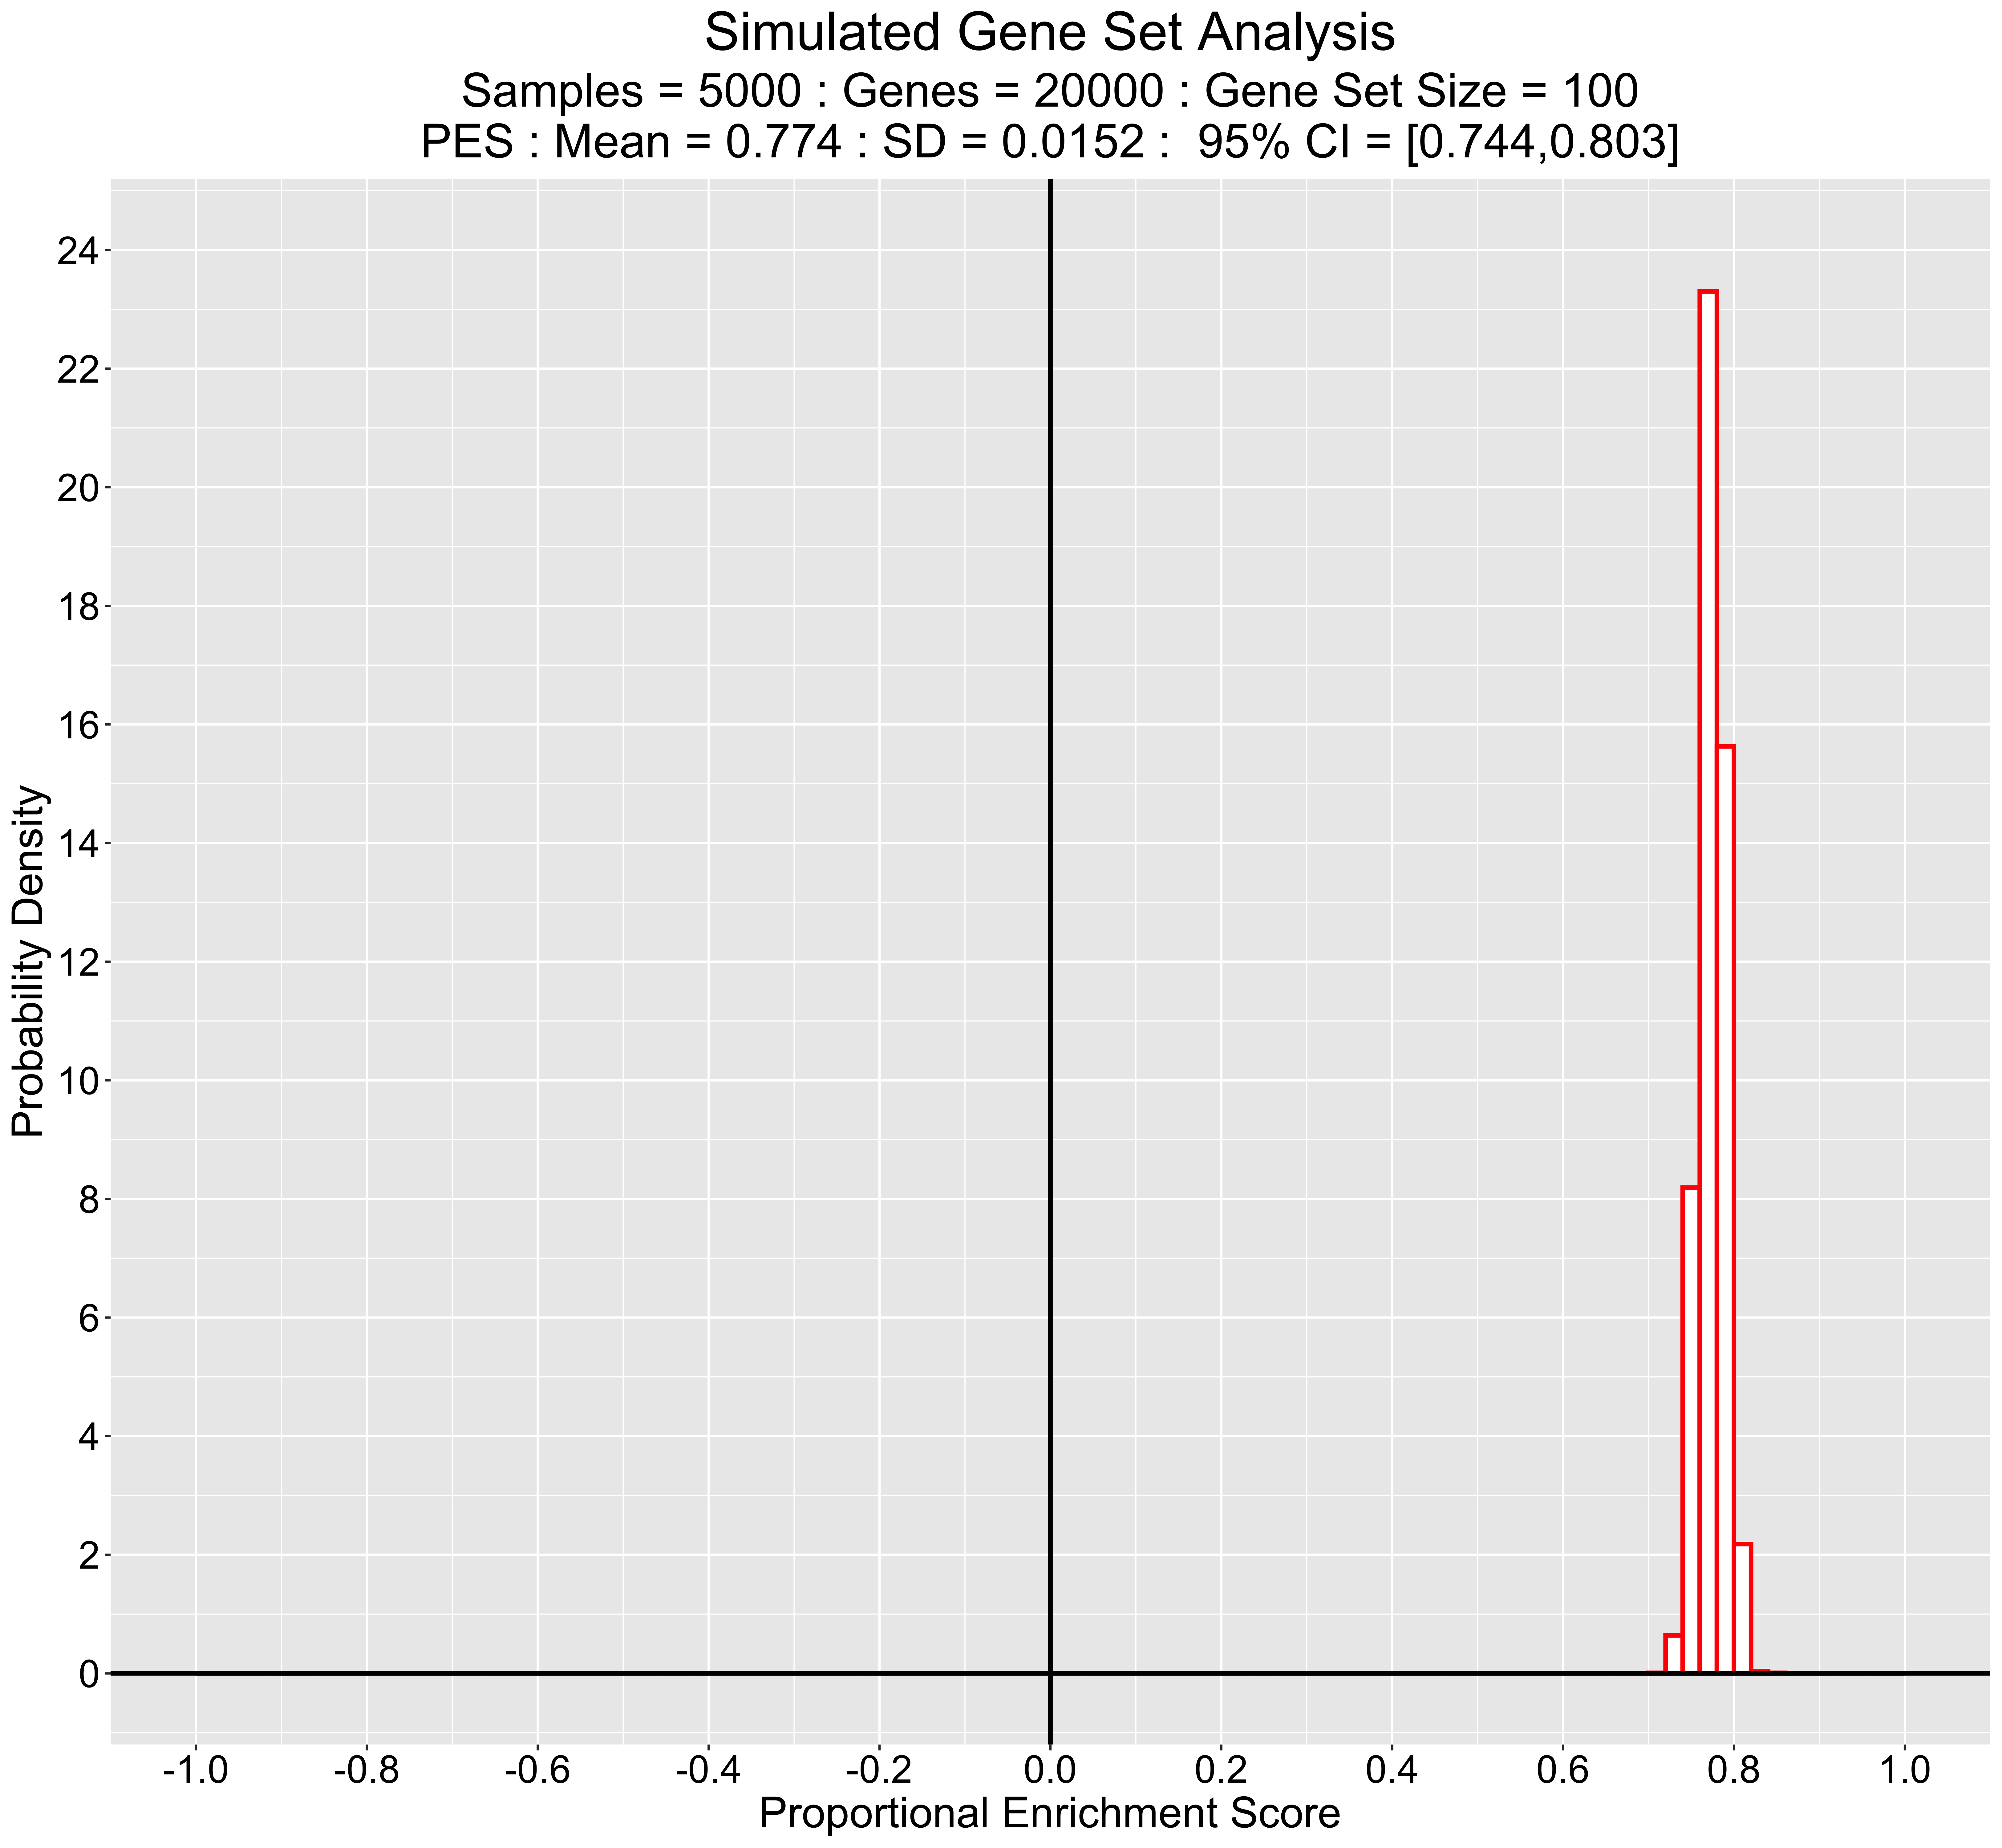 Simulated Gene Set Analysis
Samples = 5000 : Genes = 20000 : Gene Set Size = 100
PES : Mean = 0.774 : SD = 0.0152 :  95% CI = [0.744,0.803]
24
22
20
18
16
14
12
10
8
6
4
2
0
Probability Density
-1.0 -0.8 -0.6 -0.4 -0.2 0.0 0.2 0.4 0.6 0.8 1.0
Proportional Enrichment Score